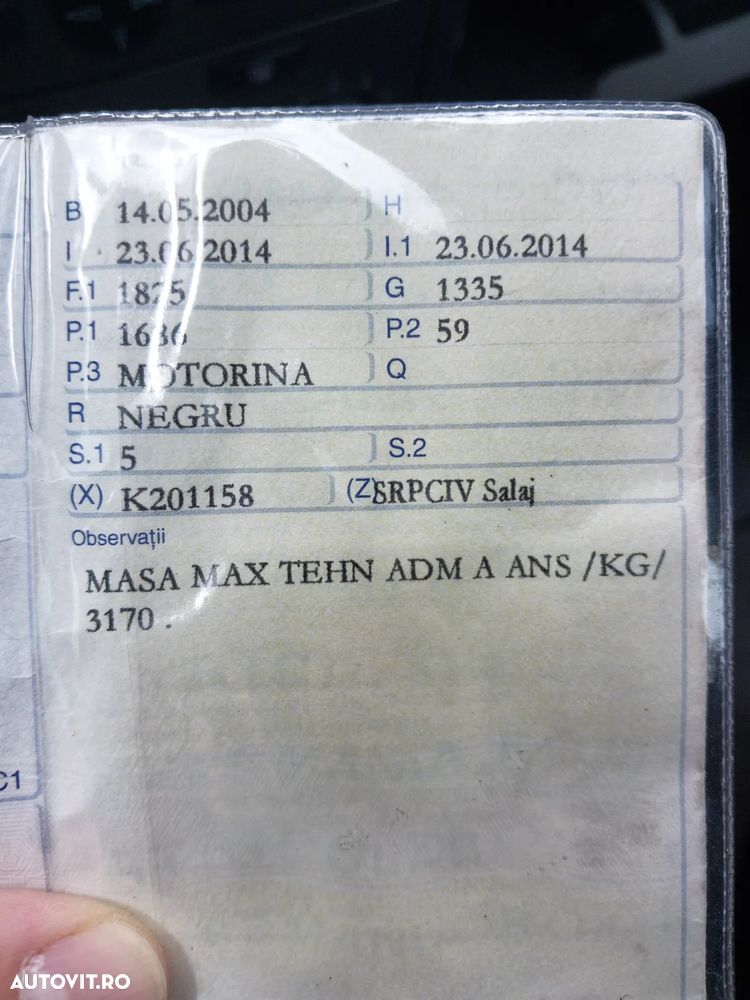 B 14.05.2004 H
I 23.06.2014 I.1 23.06.2014
F.1 1825 G 1335
P.1 1686 P.2 59
P.3 MOTORINA Q
R NEGRU
S.1 5 S.2
(X) K201158 (Z) SRPCIV Salaj
Observații
MASA MAX TEHN ADM A ANS /KG/
3170 .
C1
AUTOVIT.RO